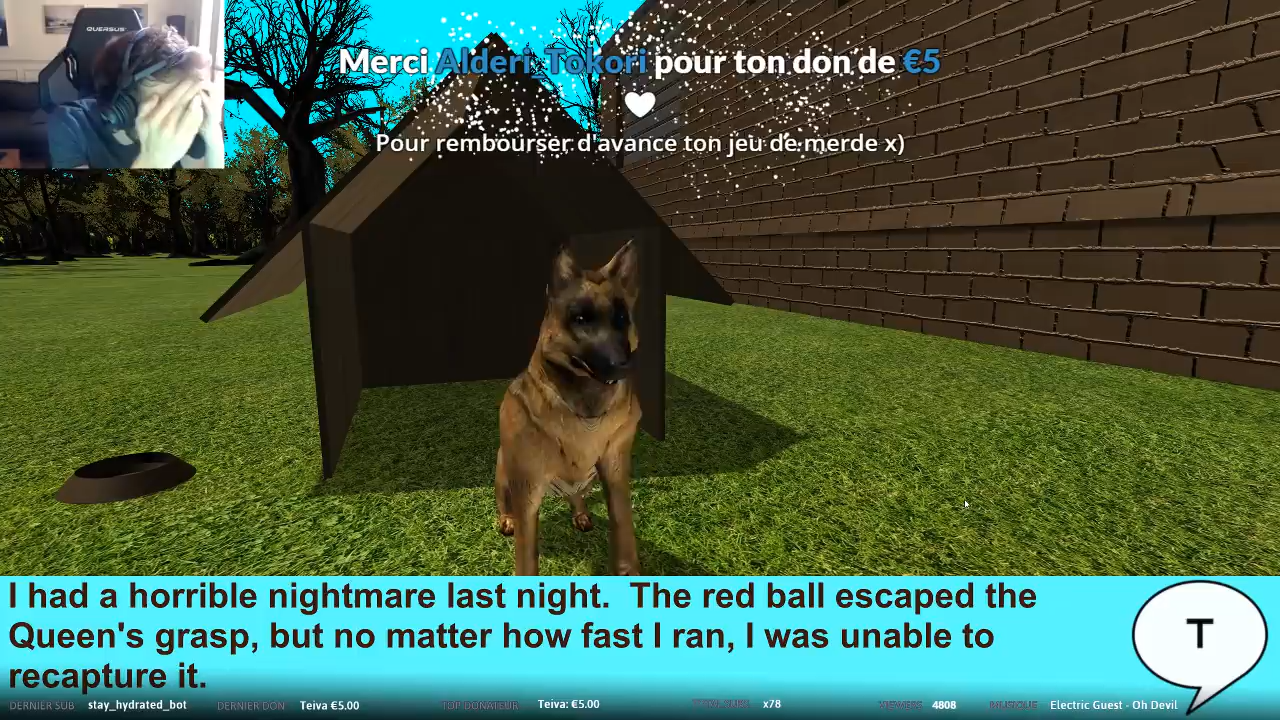 QUERSUS
Merci Alderi_Tokori pour ton don de €5
Pour rembourser d'avance ton jeu de merde x)
I had a horrible nightmare last night.  The red ball escaped the
Queen's grasp, but no matter how fast I ran, I was unable to
recapture it.
T
DERNIER SUB stay_hydrated_bot DERNIER DON Teiva €5.00 TOP DONATEUR Teiva: €5.00 x78 VIEWERS 4808 MUSIQUE Electric Guest - Oh Devil